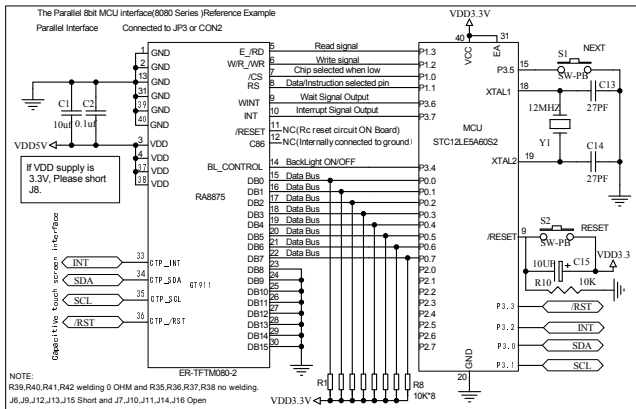 The Parallel 8bit MCU interface(8080 Series )Reference Example
Parallel Interface Connected to JP3 or CON2
VDD3.3V
1 GND
2 GND
13 GND
31 GND
39 GND
40 GND
3 VDD
4 VDD
37 VDD
38 VDD
C1
10uf
C2
0.1uf
VDD5V
If VDD supply is
3.3V, Please short
J8.
E_/RD 5 Read signal P1.3
W/R_/WR 6 Write signal P1.2
/CS 7 Chip selected when low P1.0
RS 8 Data/Instruction selected pin P1.1
WINT 9 Wait Signal Output P3.6
INT 10 Interrupt Signal Output P3.7
/RESET 11 NC(Rc reset circuit ON Board)
C86 12 NC(Internally connected to ground)
BL_CONTROL 14 BackLight ON/OFF P3.4
RA8875
DB0 15 Data Bus P0.0
DB1 16 Data Bus P0.1
DB2 17 Data Bus P0.2
DB3 18 Data Bus P0.3
DB4 19 Data Bus P0.4
DB5 20 Data Bus P0.5
DB6 21 Data Bus P0.6
DB7 22 Data Bus P0.7
DB8 23 P2.0
DB9 24 P2.1
DB10 25 P2.2
DB11 26 P2.3
DB12 27 P2.4
DB13 28 P2.5
DB14 29 P2.6
DB15 30 P2.7
Capacitive touch screen interface
INT 33 CTP_INT
SDA 34 CTP_SDA
SCL 35 CTP_SCL
/RST 36 CTP_/RST
GT911
ER-TFTM080-2
40 31
VCC EA
MCU
STC12LE5A60S2
P3.5 15 S1 NEXT
SW-PB
XTAL1 18 C13
12MHZ 27PF
Y1
XTAL2 19 C14
27PF
/RESET 9 S2 RESET
SW-PB
VDD3.3
10UF + C15
R10 10K
P3.3 /RST
P3.2 INT
P3.0 SDA
P3.1 SCL
GND
20
R1 R8
VDD3.3V 10K*8
NOTE:
R39,R40,R41,R42 welding 0 OHM and R35,R36,R37,R38 no welding.
J6,J9,J12,J13,J15 Short and J7,J10,J11,J14,J16 Open